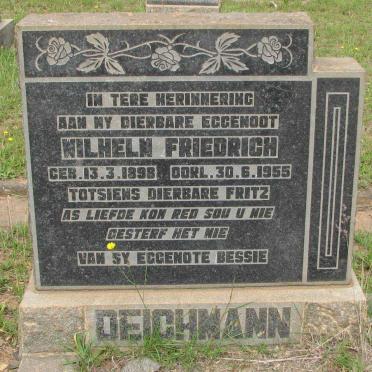 IN TERE HERINNERING
AAN MY DIERBARE EGGENOOT
WILHELM FRIEDRICH
GEB.13.3.1898 OORL.30.6.1955
TOTSIENS DIERBARE FRITZ
AS LIEFDE KON RED SOU U NIE
GESTERF HET NIE
VAN SY EGGENOTE BESSIE
DEICHMANN